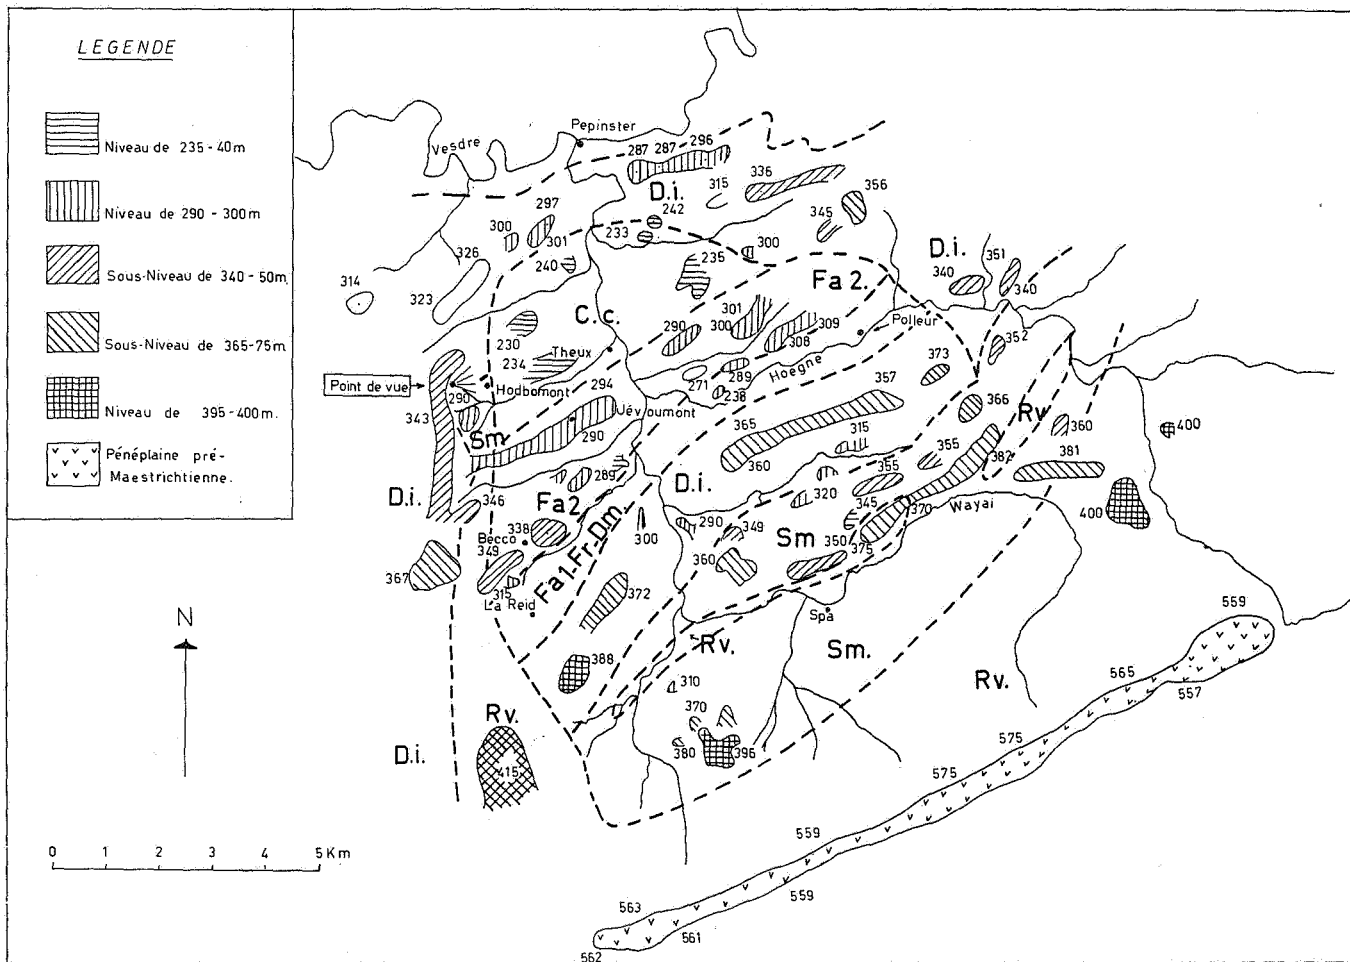 LEGENDE
Niveau de 235-40m
Niveau de 290-300m
Sous-Niveau de 340-50m
Sous-Niveau de 365-75m
Niveau de 395-400m.
Pénéplaine pré-
Maestrichtienne.
N
0 1 2 3 4 5Km
Vesdre
Pepinster
287 287 296
D.i.
315
336
356
345
297
300
301
240
242
233
235
300
326
323
314
D.i.
351
340
340
Fa 2.
C.c.
301
300
290
309
308
Polleur
Hoegne
230
234
Theux
271
289
238
352
373
357
Point de vue
290
Hodbomont
294
Jévoumont
343
Sm
290
365
360
315
366
Rv
360
400
382
381
355
355
289
D.i.
D.i.
346
Fa2
320
345
370
Wayai
400
338
Becco
349
Fa1-Fr-Dm.
300
290
349
Sm
350
375
360
367
315
La Reid
372
Spa
559
Rv.
Sm.
388
310
565
557
Rv.
Rv.
370
D.i.
415
380
396
575
575
559
559
563
561
562